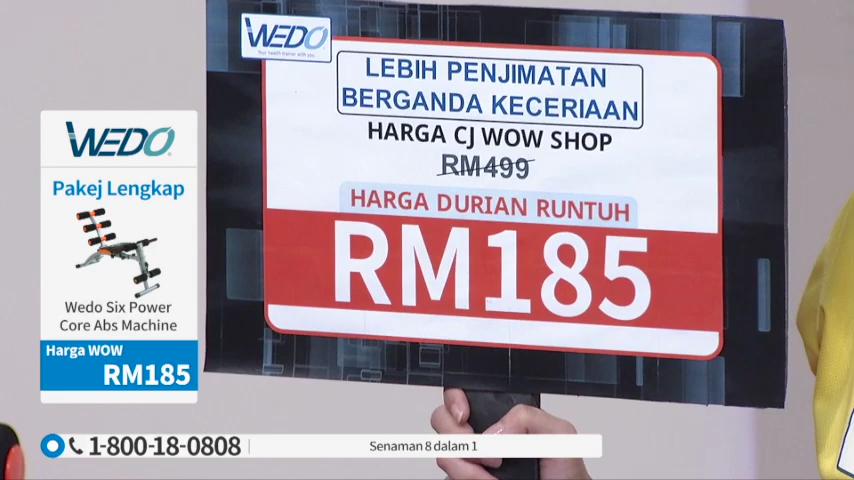 WEDO
Your health trainer with you
LEBIH PENJIMATAN
BERGANDA KECERIAAN
HARGA CJ WOW SHOP
RM499
HARGA DURIAN RUNTUH
RM185
WEDO
Pakej Lengkap
Wedo Six Power
Core Abs Machine
Harga WOW
RM185
1-800-18-0808
Senaman 8 dalam 1